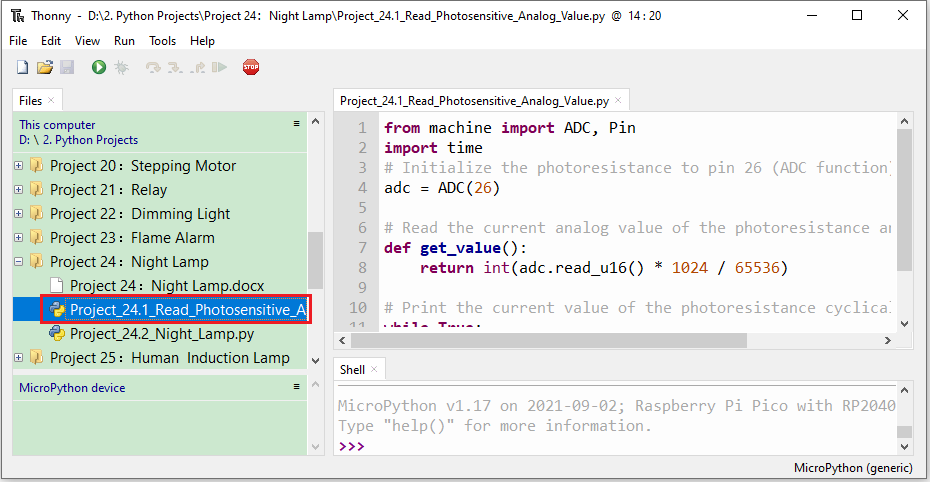 Thonny - D:\2. Python Projects\Project 24：Night Lamp\Project_24.1_Read_Photosensitive_Analog_Value.py @ 14 : 20
File Edit View Run Tools Help
STOP
Files
This computer
D: \ 2. Python Projects
Project 20：Stepping Motor
Project 21：Relay
Project 22：Dimming Light
Project 23：Flame Alarm
Project 24：Night Lamp
Project 24：Night Lamp.docx
Project_24.1_Read_Photosensitive_A
Project_24.2_Night_Lamp.py
Project 25：Human Induction Lamp
MicroPython device
Project_24.1_Read_Photosensitive_Analog_Value.py
1 from machine import ADC, Pin
2 import time
3 # Initialize the photoresistance to pin 26 (ADC function)
4 adc = ADC(26)
5
6 # Read the current analog value of the photoresistance an
7 def get_value():
8 return int(adc.read_u16() * 1024 / 65536)
9
10 # Print the current value of the photoresistance cyclical
11 while True:
Shell
MicroPython v1.17 on 2021-09-02; Raspberry Pi Pico with RP2040
Type "help()" for more information.
>>>
MicroPython (generic)